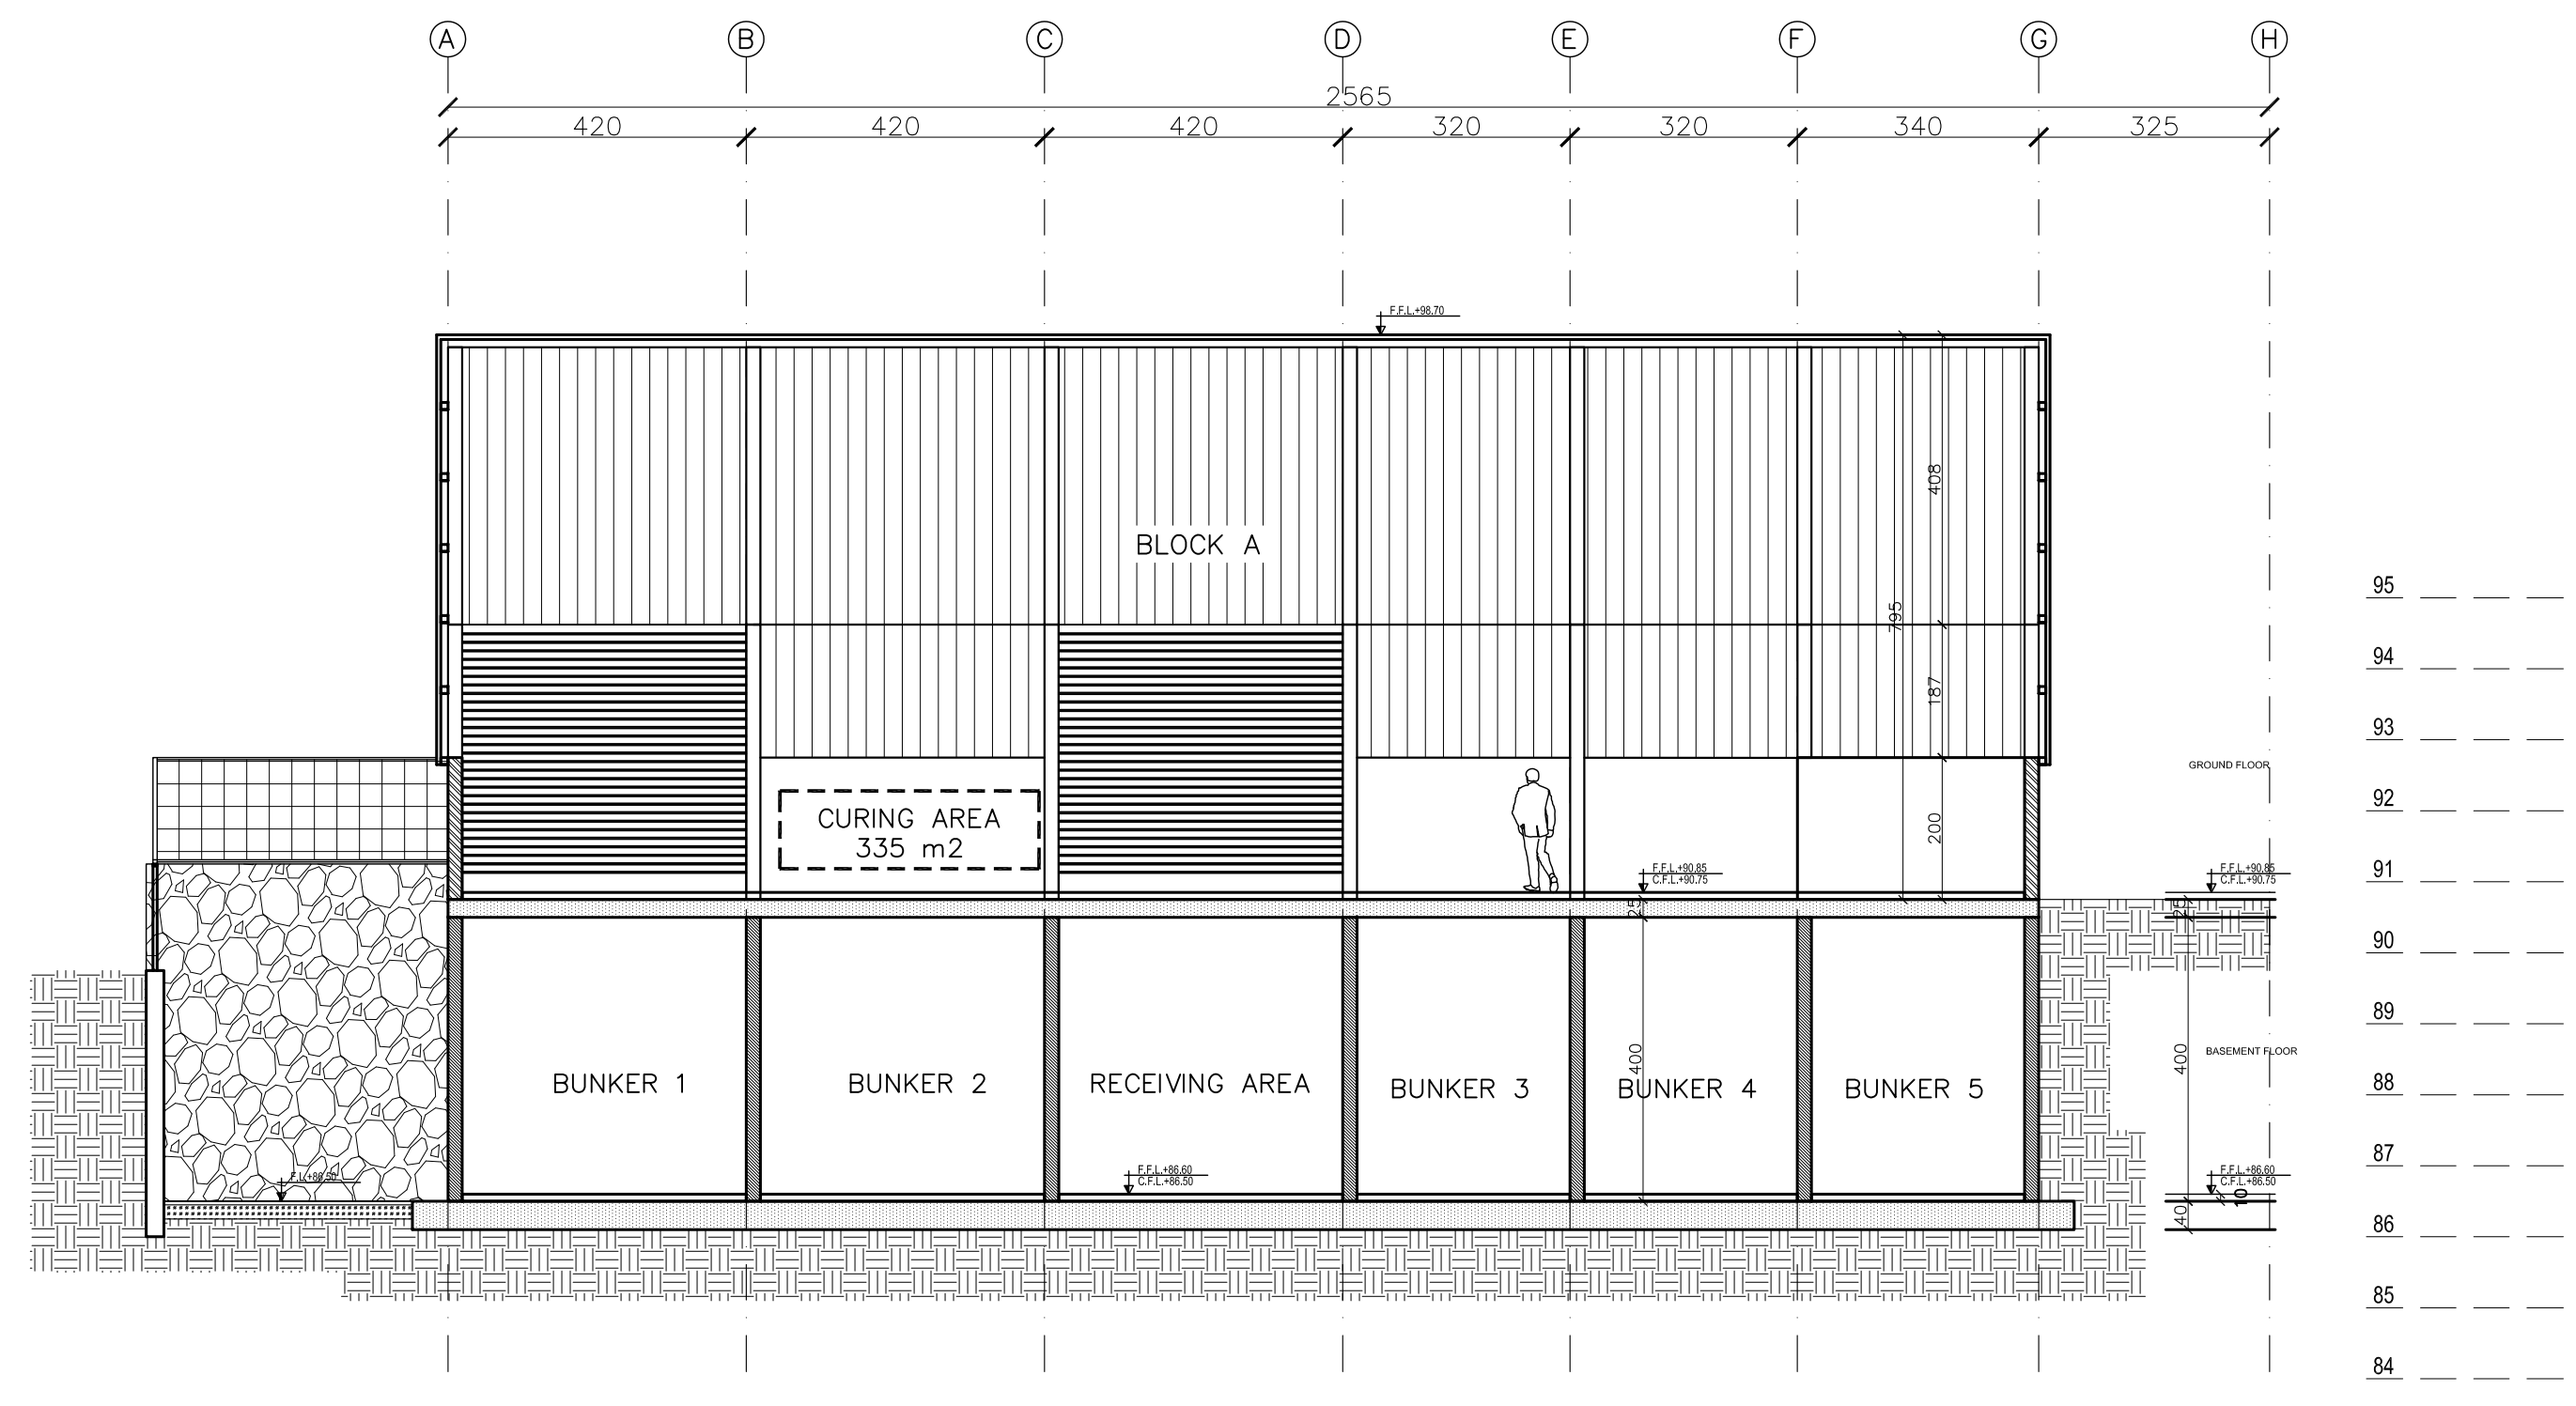 A B C D E F G H
2565
420 420 420 320 320 340 325
F.F.L.+98.70
408
BLOCK A
95
795
94
187
93
GROUND FLOOR
92
CURING AREA
335 m2
200
91
F.F.L.+90.85
C.F.L.+90.75
F.F.L.+90.85
C.F.L.+90.75
25
25
90
89
BASEMENT FLOOR
400
400
88
BUNKER 1
BUNKER 2
RECEIVING AREA
BUNKER 3
BUNKER 4
BUNKER 5
87
F.L.+86.50
F.F.L.+86.60
C.F.L.+86.50
F.F.L.+86.60
C.F.L.+86.50
10
40
86
85
84